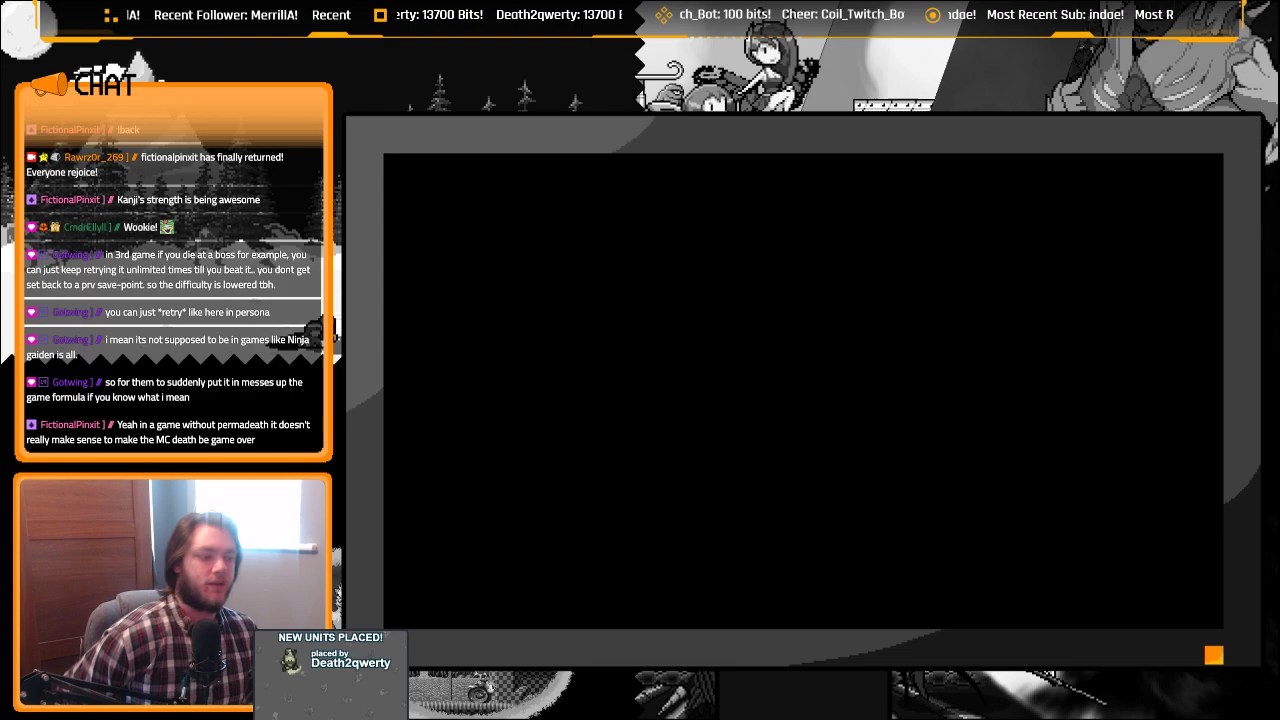 IA! Recent Follower: MerrillA! Recent
erty: 13700 Bits! Death2qwerty: 13700 E
ch_Bot: 100 bits! Cheer: Coil_Twitch_Bo
Most Recent Sub: indae! Most R
CHAT
FictionalPinxit ] // !back
Rawrz0r_269 ] // fictionalpinxit has finally returned!
Everyone rejoice!
FictionalPinxit ] // Kanji's strength is being awesome
CmdrEllyll ] // Wookie!
Gotwing ] // in 3rd game if you die at a boss for example, you
can just keep retrying it unlimited times till you beat it.. you dont get
set back to a prv save-point. so the difficulty is lowered tbh.
Gotwing ] // you can just *retry* like here in persona
Gotwing ] // i mean its not supposed to be in games like Ninja
gaiden is all.
Gotwing ] // so for them to suddenly put it in messes up the
game formula if you know what i mean
FictionalPinxit ] // Yeah in a game without permadeath it doesn't
really make sense to make the MC death be game over
NEW UNITS PLACED!
placed by
Death2qwerty